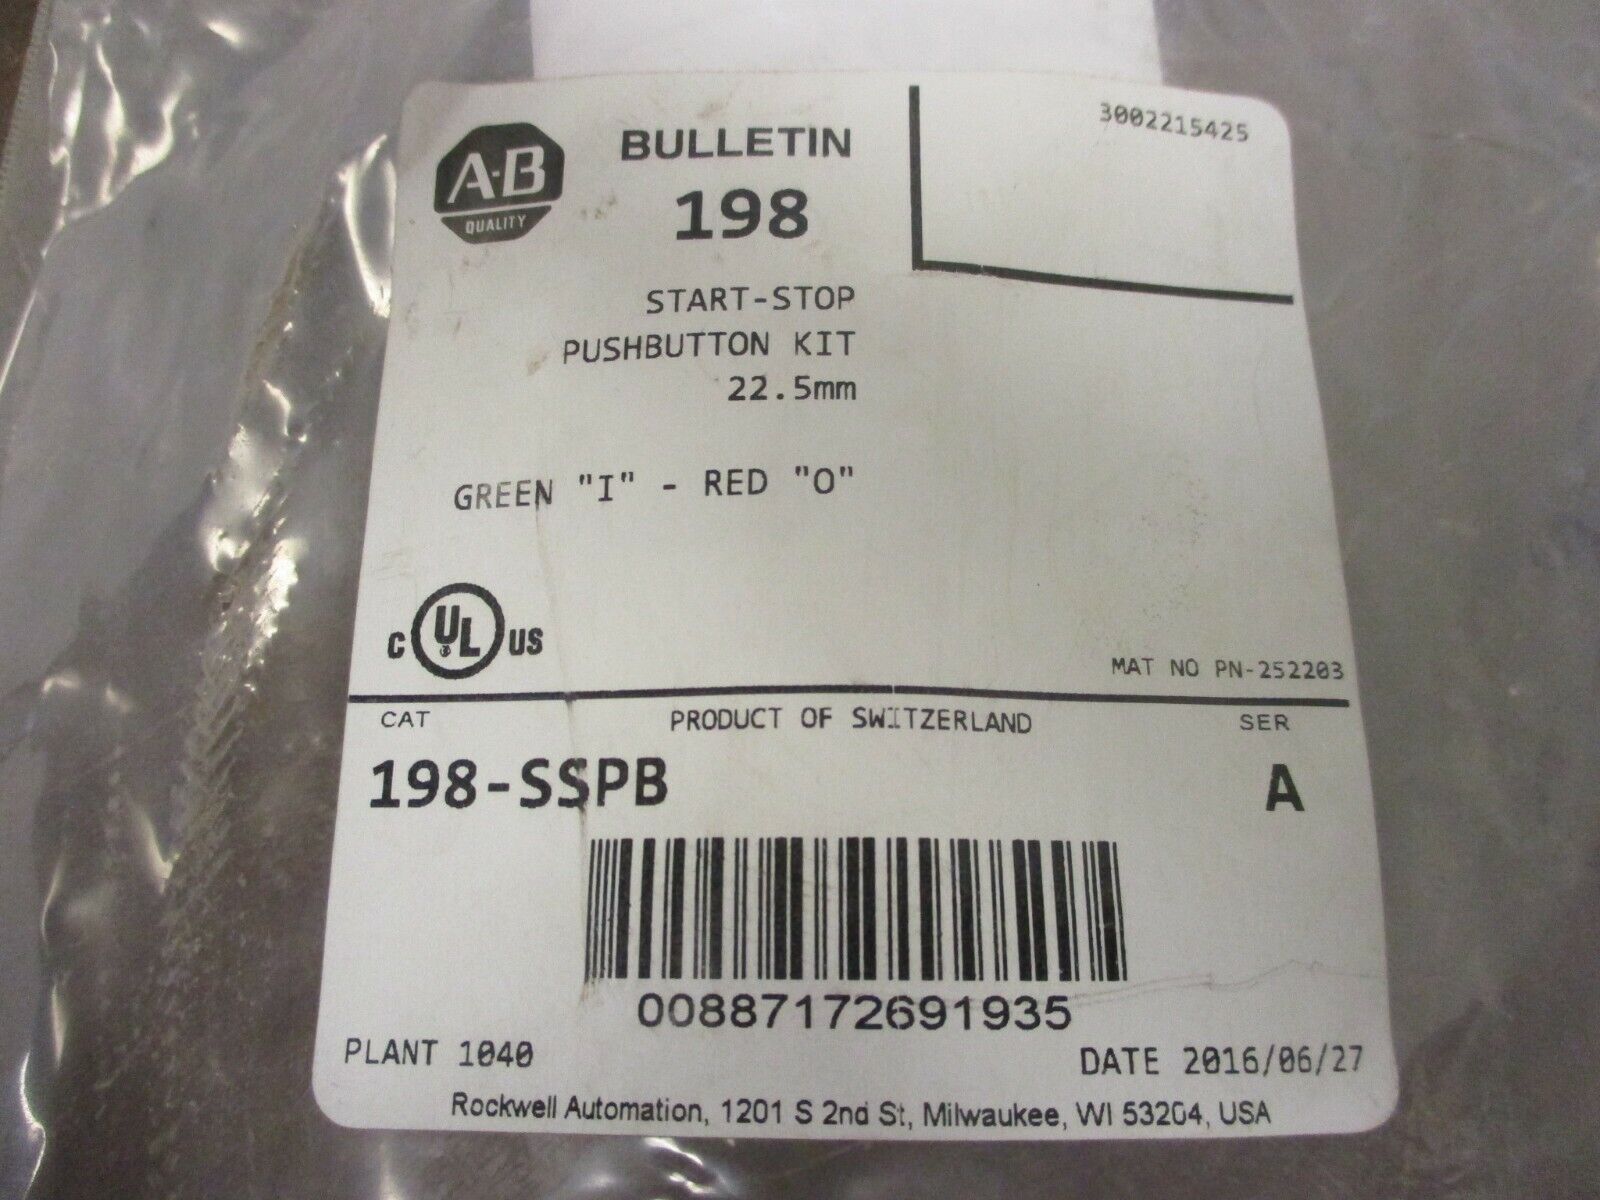 A-B
QUALITY
BULLETIN
198
3002215425
START-STOP
PUSHBUTTON KIT
22.5mm
GREEN "I" - RED "O"
C UL® US
MAT NO PN-252203
CAT
PRODUCT OF SWITZERLAND
SER
198-SSPB
A
00887172691935
PLANT 1040
DATE 2016/06/27
Rockwell Automation, 1201 S 2nd St, Milwaukee, WI 53204, USA